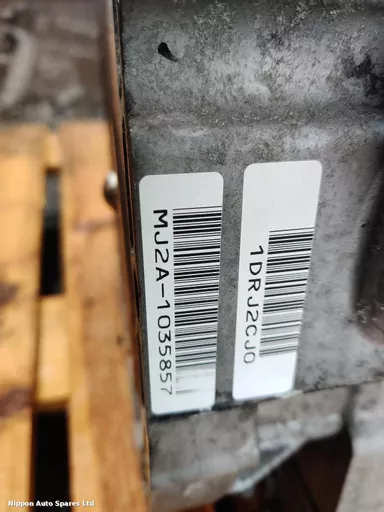 MJ2A-1035857
1DRJ2CJ0
Nippon Auto Spares Ltd